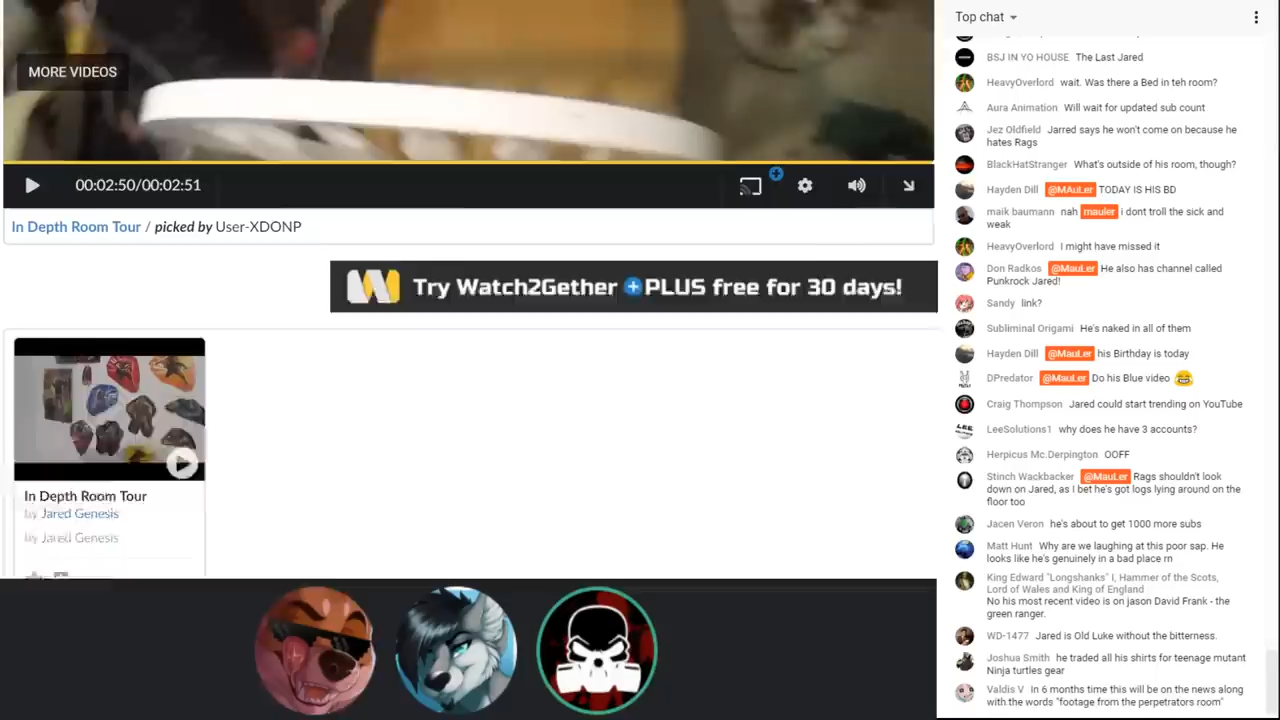 MORE VIDEOS
00:02:50/00:02:51
In Depth Room Tour / picked by User-XDONP
Try Watch2Gether PLUS free for 30 days!
In Depth Room Tour
by Jared Genesis
by Jared Genesis
Top chat
BSJ IN YO HOUSE The Last Jared
HeavyOverlord wait. Was there a Bed in teh room?
Aura Animation Will wait for updated sub count
Jez Oldfield Jarred says he won't come on because he
hates Rags
BlackHatStranger What's outside of his room, though?
Hayden Dill @MAuLer TODAY IS HIS BD
maik baumann nah mauler i dont troll the sick and
weak
HeavyOverlord I might have missed it
Don Radkos @MauLer He also has channel called
Punkrock Jared!
Sandy link?
Subliminal Origami He's naked in all of them
Hayden Dill @MauLer his Birthday is today
DPredator @MauLer Do his Blue video 😂
Craig Thompson Jared could start trending on YouTube
LeeSolutions1 why does he have 3 accounts?
Herpicus Mc.Derpington OOFF
Stinch Wackbacker @MauLer Rags shouldn't look
down on Jared, as I bet he's got logs lying around on the
floor too
Jacen Veron he's about to get 1000 more subs
Matt Hunt Why are we laughing at this poor sap. He
looks like he's genuinely in a bad place rn
King Edward "Longshanks" I, Hammer of the Scots,
Lord of Wales and King of England
No his most recent video is on jason David Frank - the
green ranger.
WD-1477 Jared is Old Luke without the bitterness.
Joshua Smith he traded all his shirts for teenage mutant
Ninja turtles gear
Valdis V In 6 months time this will be on the news along
with the words "footage from the perpetrators room"